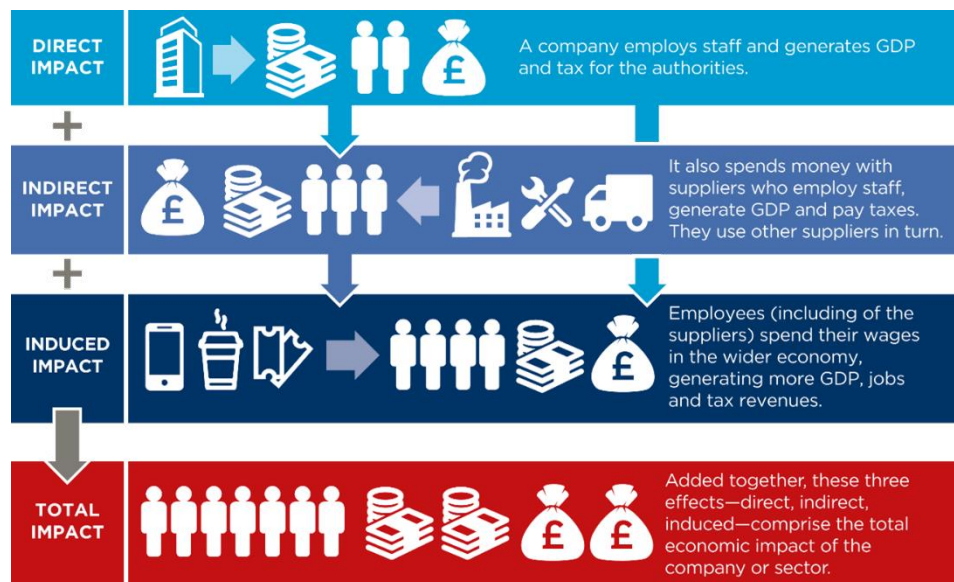 DIRECT
IMPACT
£
A company employs staff and generates GDP
and tax for the authorities.
+
INDIRECT
IMPACT
£
It also spends money with
suppliers who employ staff,
generate GDP and pay taxes.
They use other suppliers in turn.
+
INDUCED
IMPACT
£
Employees (including of the
suppliers) spend their wages
in the wider economy,
generating more GDP, jobs
and tax revenues.
TOTAL
IMPACT
£ £
Added together, these three
effects—direct, indirect,
induced—comprise the total
economic impact of the
company or sector.